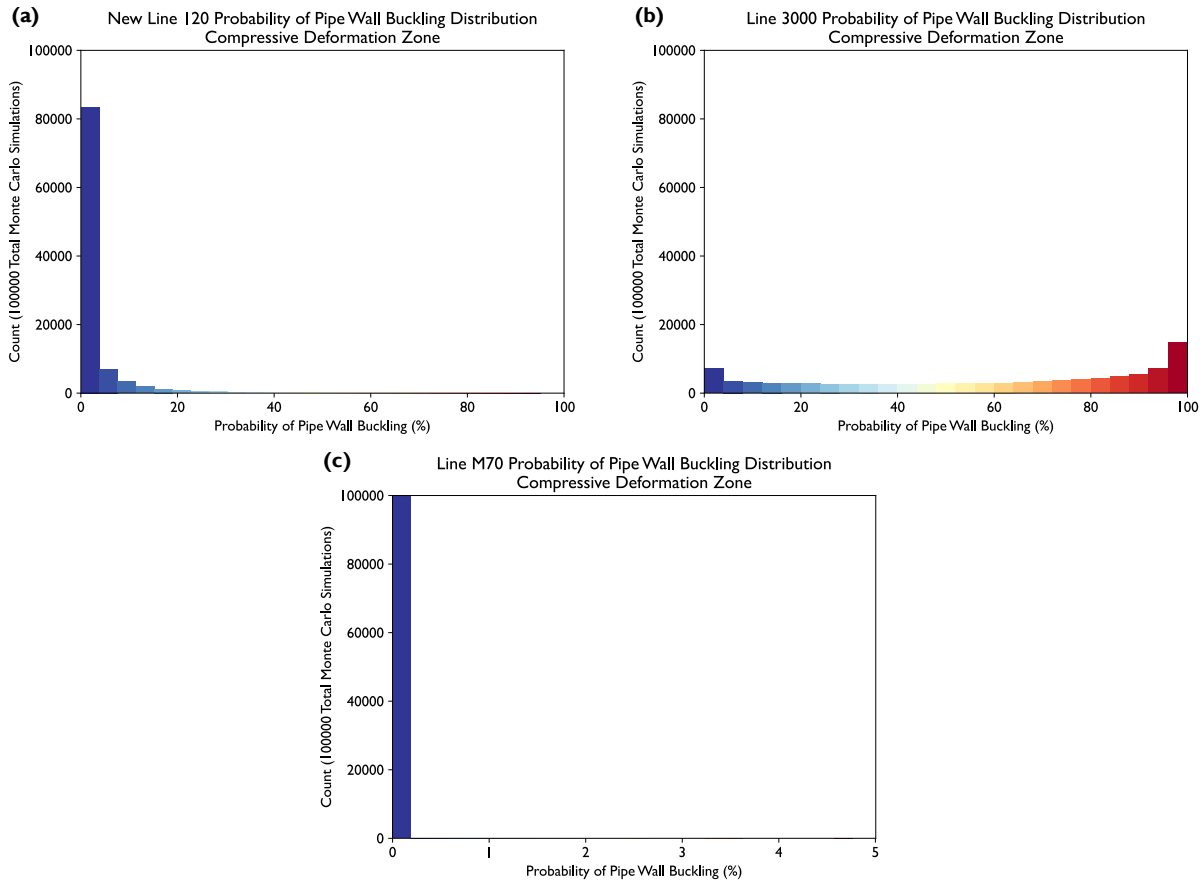 (a)
New Line 120 Probability of Pipe Wall Buckling Distribution
Compressive Deformation Zone
100000
80000
60000
40000
20000
0
Count (100000 Total Monte Carlo Simulations)
0 20 40 60 80 100
Probability of Pipe Wall Buckling (%)
(b)
Line 3000 Probability of Pipe Wall Buckling Distribution
Compressive Deformation Zone
100000
80000
60000
40000
20000
0
Count (100000 Total Monte Carlo Simulations)
0 20 40 60 80 100
Probability of Pipe Wall Buckling (%)
(c)
Line M70 Probability of Pipe Wall Buckling Distribution
Compressive Deformation Zone
100000
80000
60000
40000
20000
0
Count (100000 Total Monte Carlo Simulations)
0 1 2 3 4 5
Probability of Pipe Wall Buckling (%)